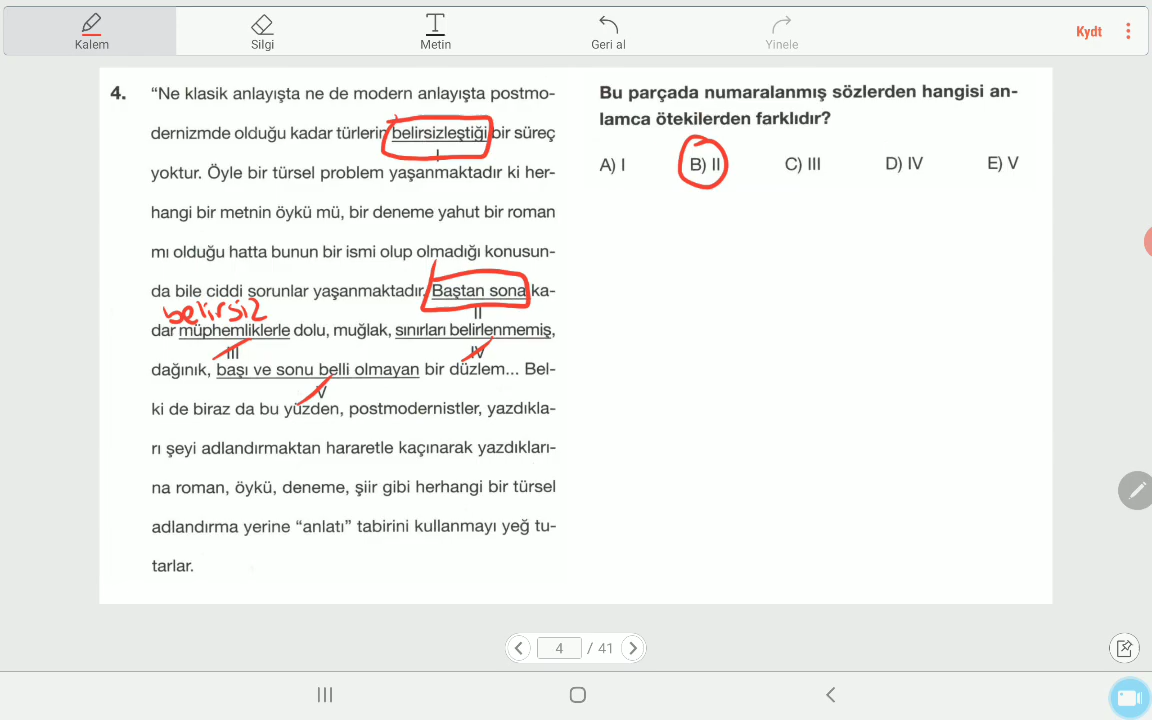 Kalem
Silgi
Metin
Geri al
Yinele
Kydt
4.
“Ne klasik anlayışta ne de modern anlayışta postmo-
dernizmde olduğu kadar türlerin belirsizleştiği bir süreç
I
yoktur. Öyle bir türsel problem yaşanmaktadır ki her-
hangi bir metnin öykü mü, bir deneme yahut bir roman
mı olduğu hatta bunun bir ismi olup olmadığı konusun-
da bile ciddi sorunlar yaşanmaktadır. Baştan sona ka-
belirsiz
II
dar müphemliklerle dolu, muğlak, sınırları belirlenmemiş,
III IV
dağınık, başı ve sonu belli olmayan bir düzlem... Bel-
V
ki de biraz da bu yüzden, postmodernistler, yazdıkla-
rı şeyi adlandırmaktan hararetle kaçınarak yazdıkları-
na roman, öykü, deneme, şiir gibi herhangi bir türsel
adlandırma yerine “anlatı” tabirini kullanmayı yeğ tu-
tarlar.
Bu parçada numaralanmış sözlerden hangisi an-
lamca ötekilerden farklıdır?
A) I B) II C) III D) IV E) V
4 / 41